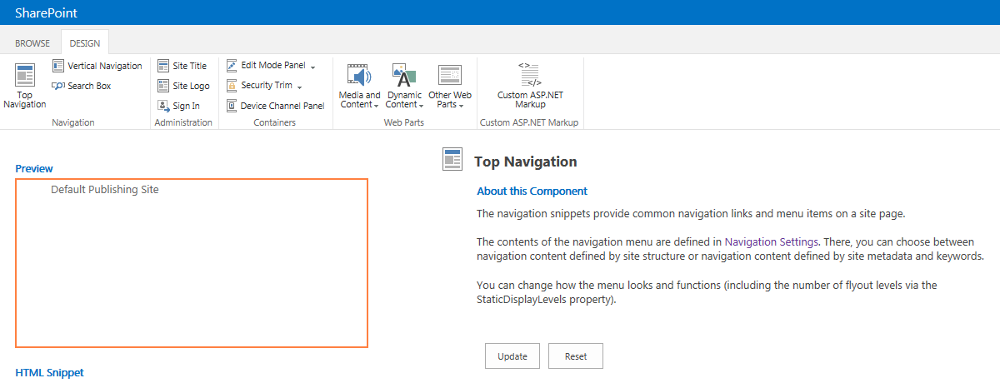 SharePoint
BROWSE DESIGN
Top
Navigation
Vertical Navigation
Search Box
Navigation
Site Title
Site Logo
Sign In
Administration
Edit Mode Panel
Security Trim
Device Channel Panel
Containers
Media and
Content
Dynamic
Content
Other Web
Parts
Web Parts
Custom ASP.NET
Markup
Custom ASP.NET Markup
Preview
Default Publishing Site
HTML Snippet
Top Navigation
About this Component
The navigation snippets provide common navigation links and menu items on a site page.
The contents of the navigation menu are defined in Navigation Settings. There, you can choose between
navigation content defined by site structure or navigation content defined by site metadata and keywords.
You can change how the menu looks and functions (including the number of flyout levels via the
StaticDisplayLevels property).
Update Reset